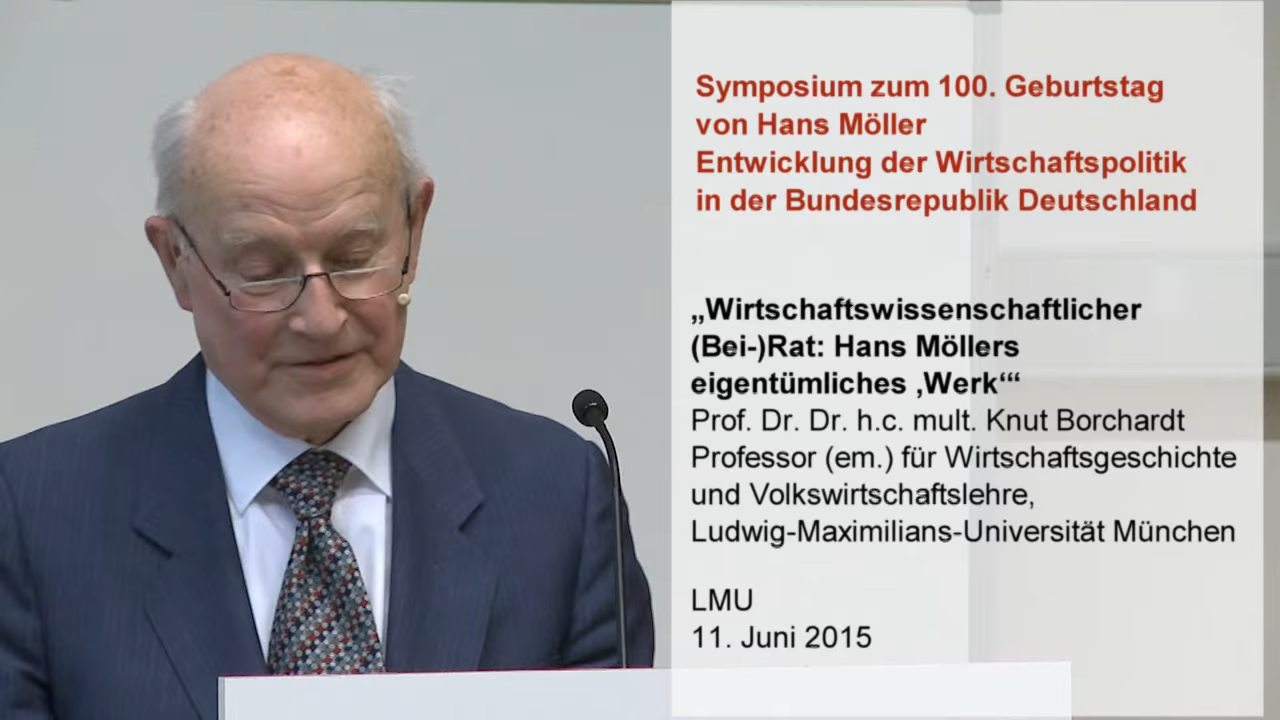 Symposium zum 100. Geburtstag
von Hans Möller
Entwicklung der Wirtschaftspolitik
in der Bundesrepublik Deutschland
„Wirtschaftswissenschaftlicher
(Bei-)Rat: Hans Möllers
eigentümliches ‚Werk‘“
Prof. Dr. Dr. h.c. mult. Knut Borchardt
Professor (em.) für Wirtschaftsgeschichte
und Volkswirtschaftslehre,
Ludwig-Maximilians-Universität München
LMU
11. Juni 2015